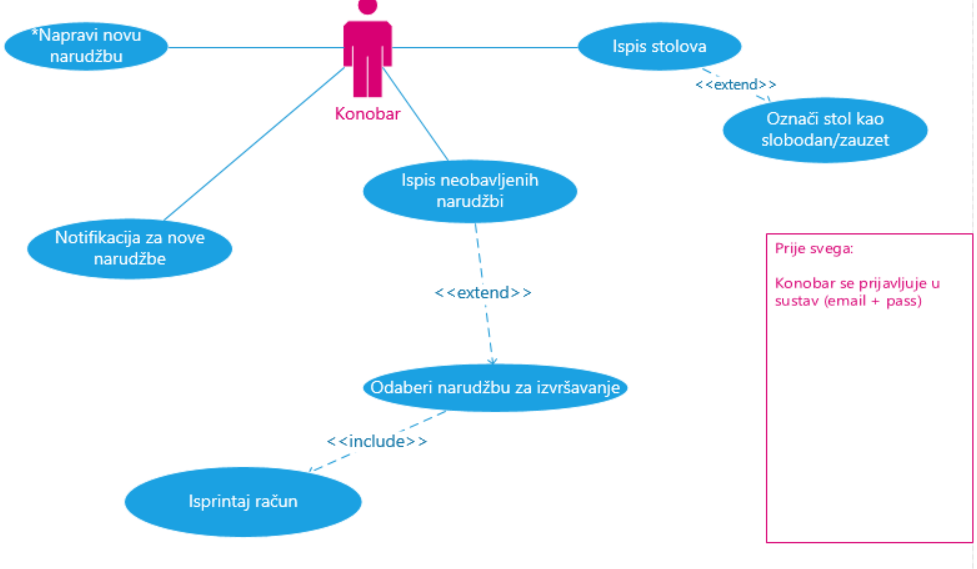 *Napravi novu
narudžbu
Konobar
Ispis stolova
<<extend>>
Označi stol kao
slobodan/zauzet
Ispis neobavljenih
narudžbi
Notifikacija za nove
narudžbe
<<extend>>
Odaberi narudžbu za izvršavanje
<<include>>
Isprintaj račun
Prije svega:
Konobar se prijavljuje u
sustav (email + pass)